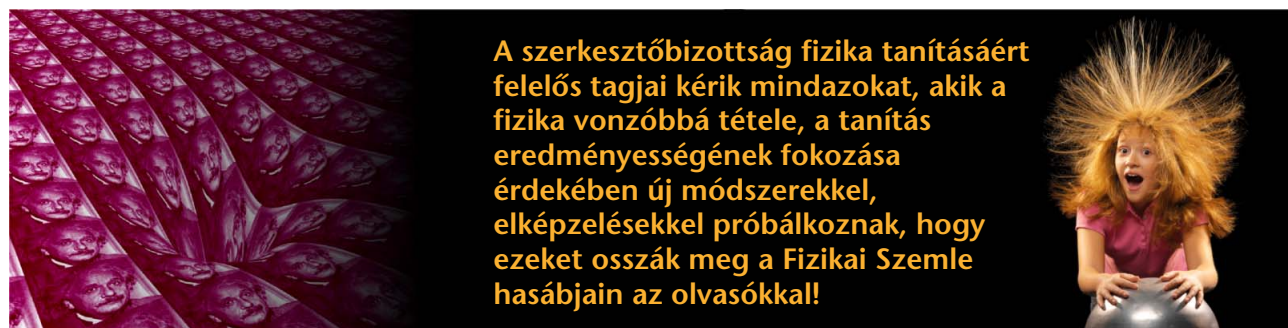 A szerkesztőbizottság fizika tanításáért
felelős tagjai kérik mindazokat, akik a
fizika vonzóbbá tétele, a tanítás
eredményességének fokozása
érdekében új módszerekkel,
elképzelésekkel próbálkoznak, hogy
ezeket osszák meg a Fizikai Szemle
hasábjain az olvasókkal!